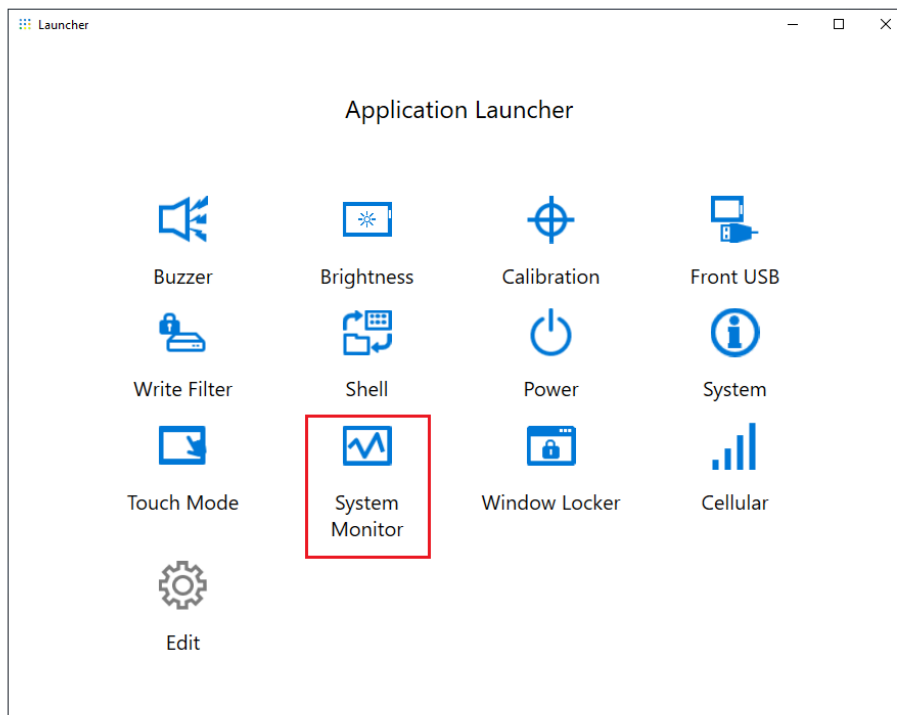 Launcher
Application Launcher
Buzzer
Brightness
Calibration
Front USB
Write Filter
Shell
Power
System
Touch Mode
System
Monitor
Window Locker
Cellular
Edit